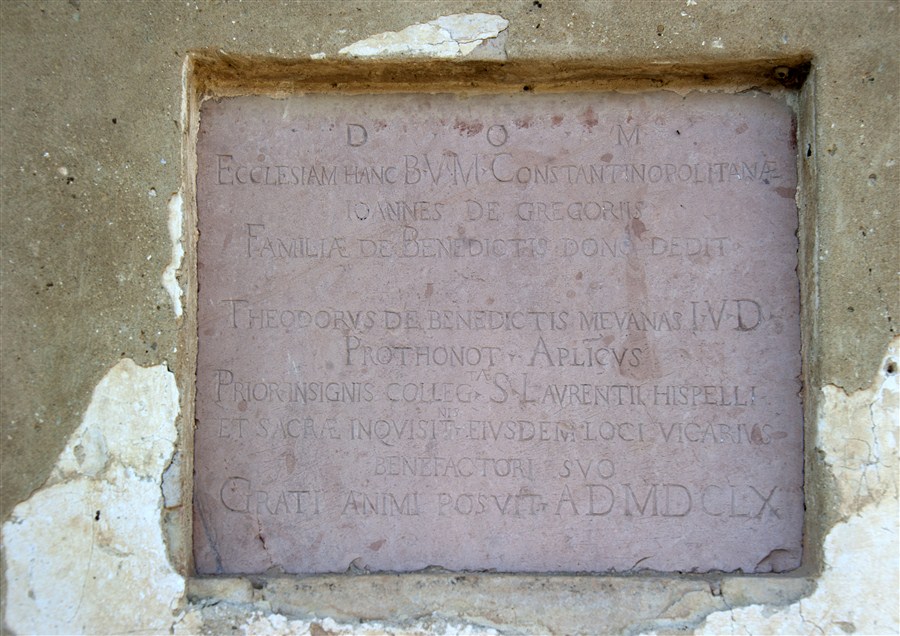 D O M
ECCLESIAM HANC B·V·M· CONSTANTINOPOLITANÆ
IOANNES DE GREGORIIS
FAMILIÆ DE BENEDICTIS DONO DEDIT
THEODORVS DE BENEDICTIS MEVANAS I·V·D
PROTHONOT· APLICVS
PRIOR INSIGNIS COLLEG·Æ S· LAVRENTII HISPELLI
ET SACRÆ INQVISIT·NIS EIVSDEM LOCI VICARIVS
BENEFACTORI SVO
GRATI ANIMI POSVIT· A D MDCLX